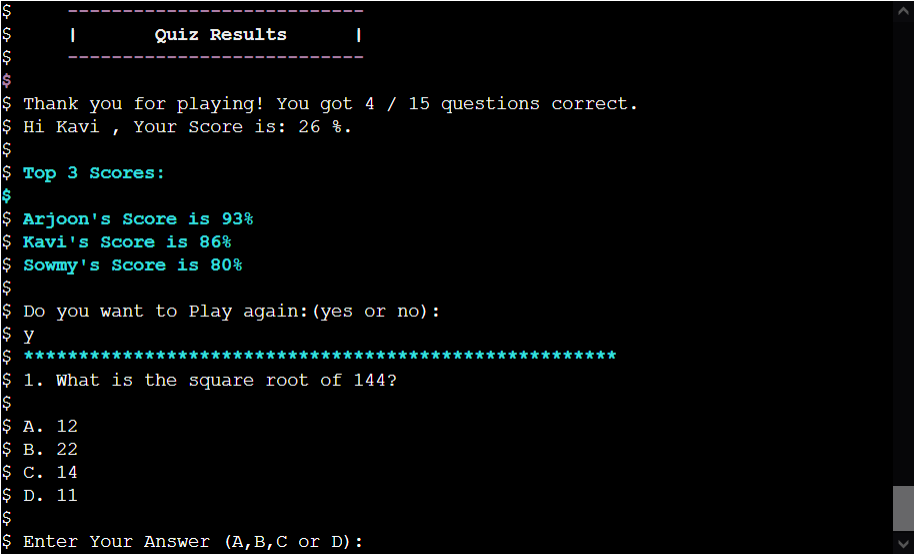 $    ---------------------------
$    |       Quiz Results      |
$    ---------------------------
$
$ Thank you for playing! You got 4 / 15 questions correct.
$ Hi Kavi , Your Score is: 26 %.
$
$ Top 3 Scores:
$
$ Arjoon's Score is 93%
$ Kavi's Score is 86%
$ Sowmy's Score is 80%
$
$ Do you want to Play again:(yes or no):
$ y
$ ******************************************************
$ 1. What is the square root of 144?
$
$ A. 12
$ B. 22
$ C. 14
$ D. 11
$
$ Enter Your Answer (A,B,C or D):